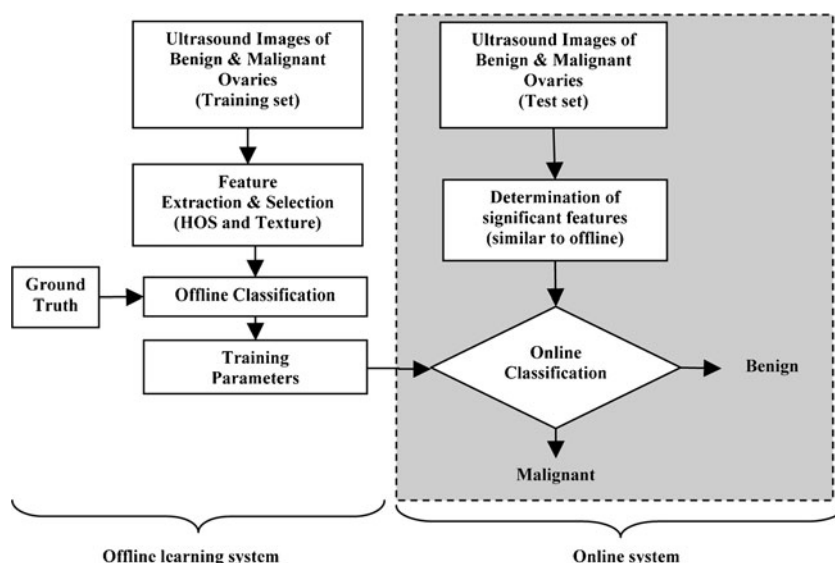 Ultrasound Images of
Benign & Malignant
Ovaries
(Training set)
Feature
Extraction & Selection
(HOS and Texture)
Ground
Truth
Offline Classification
Training
Parameters
Offline learning system
Ultrasound Images of
Benign & Malignant
Ovaries
(Test set)
Determination of
significant features
(similar to offline)
Online
Classification
Benign
Malignant
Online system